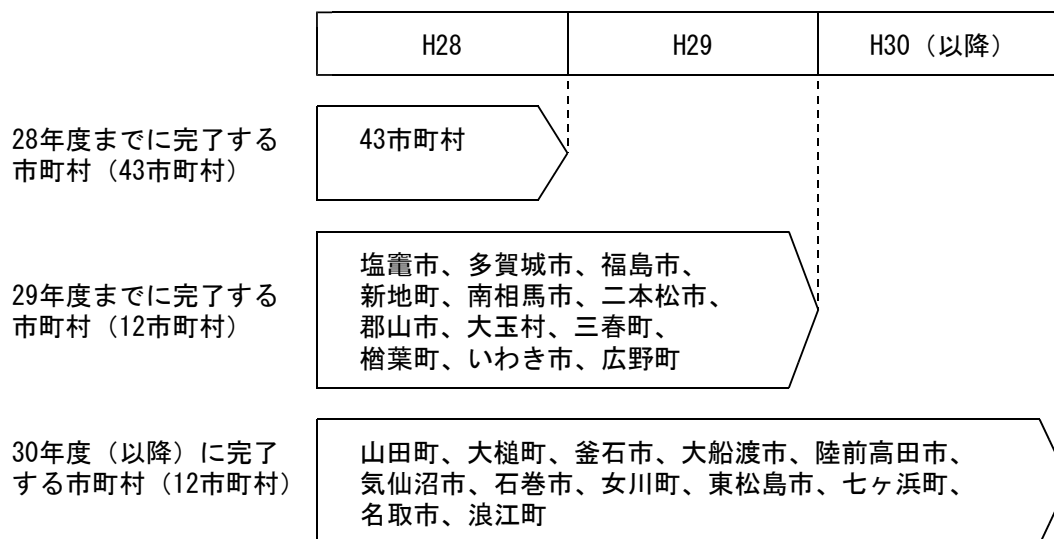 H28 H29 H30（以降）
28年度までに完了する
市町村（43市町村）
43市町村
29年度までに完了する
市町村（12市町村）
塩竈市、多賀城市、福島市、
新地町、南相馬市、二本松市、
郡山市、大玉村、三春町、
楢葉町、いわき市、広野町
30年度（以降）に完了
する市町村（12市町村）
山田町、大槌町、釜石市、大船渡市、陸前高田市、
気仙沼市、石巻市、女川町、東松島市、七ヶ浜町、
名取市、浪江町